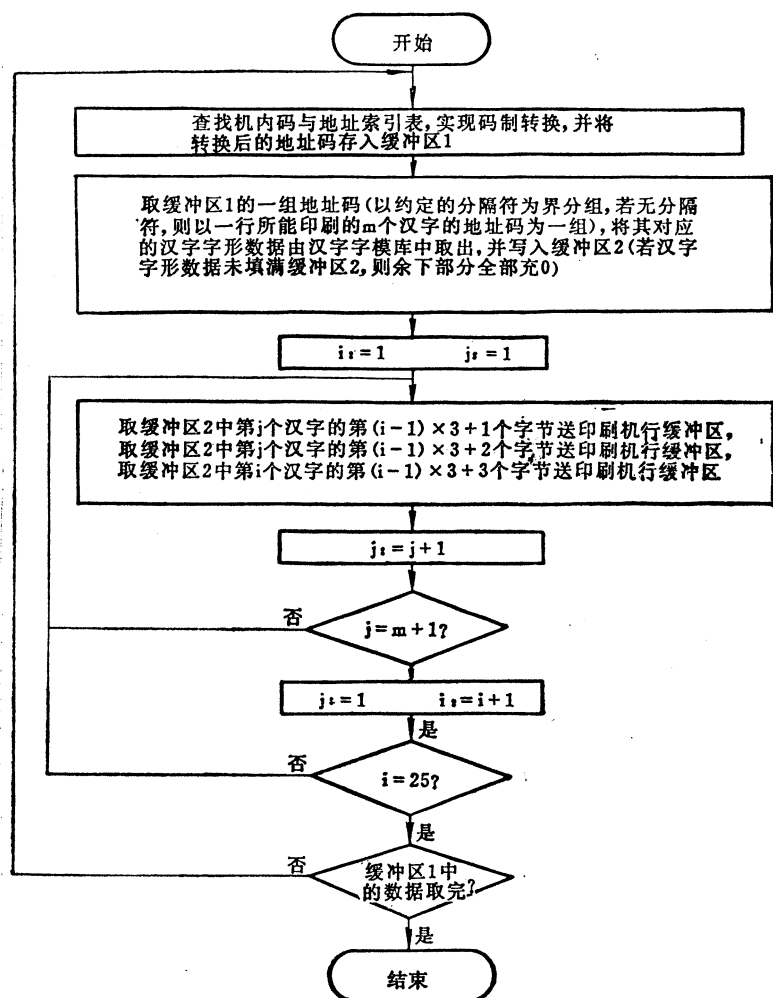 开始
查找机内码与地址索引表,实现码制转换,并将
转换后的地址码存入缓冲区1
取缓冲区1的一组地址码(以约定的分隔符为界分组,若无分隔
符,则以一行所能印刷的m个汉字的地址码为一组),将其对应
的汉字字形数据由汉字字模库中取出,并写入缓冲区2(若汉字
字形数据未填满缓冲区2,则余下部分全部充0)
i:=1 j:=1
取缓冲区2中第j个汉字的第(i-1)×3+1个字节送印刷机行缓冲区,
取缓冲区2中第j个汉字的第(i-1)×3+2个字节送印刷机行缓冲区,
取缓冲区2中第i个汉字的第(i-1)×3+3个字节送印刷机行缓冲区
j:=j+1
否
j=m+1?
j:=1 i:=i+1
是
否
i=25?
是
否
缓冲区1中
的数据取完?
是
结束